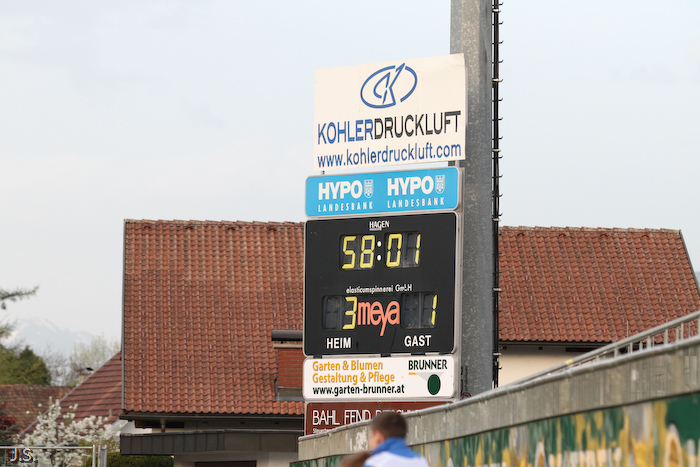 KOHLERDRUCKLUFT
www.kohlerdruckluft.com
HYPO HYPO
LANDESBANK LANDESBANK
HAGEN
58:01
elasticumspinnerei GmbH
3 meya 1
HEIM GAST
Garten & Blumen BRUNNER
Gestaltung & Pflege
www.garten-brunner.at
BAHL FEND
J.S.